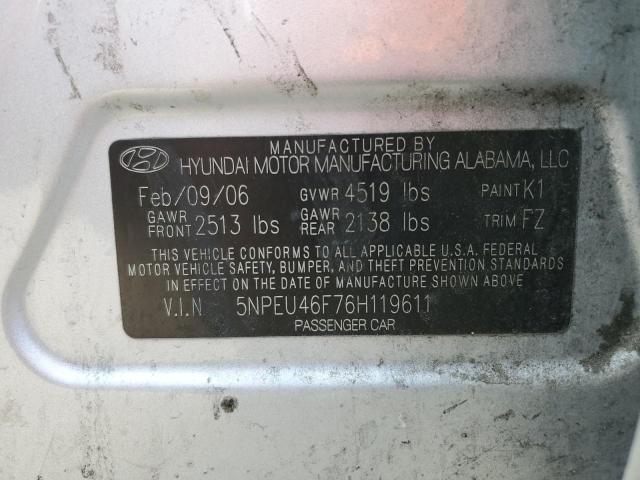 MANUFACTURED BY
HYUNDAI MOTOR MANUFACTURING ALABAMA, LLC
Feb/09/06 GVWR 4519 lbs PAINT K1
GAWR FRONT 2513 lbs GAWR REAR 2138 lbs TRIM FZ
THIS VEHICLE CONFORMS TO ALL APPLICABLE U.S.A. FEDERAL
MOTOR VEHICLE SAFETY, BUMPER, AND THEFT PREVENTION STANDARDS
IN EFFECT ON THE DATE OF MANUFACTURE SHOWN ABOVE
V.I.N 5NPEU46F76H119611
PASSENGER CAR